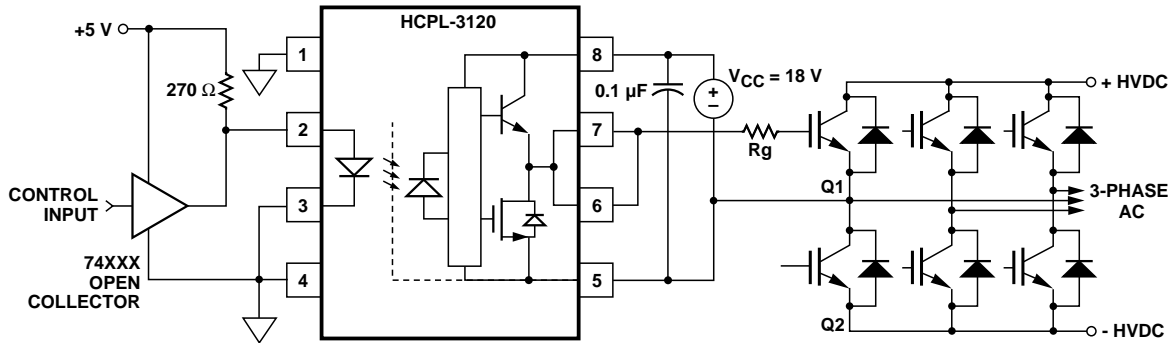 HCPL-3120
+5 V
270 Ω
1
2
3
4
8
7
6
5
CONTROL
INPUT
74XXX
OPEN
COLLECTOR
0.1 µF
VCC = 18 V
+
−
Rg
Q1
Q2
+ HVDC
3-PHASE
AC
- HVDC